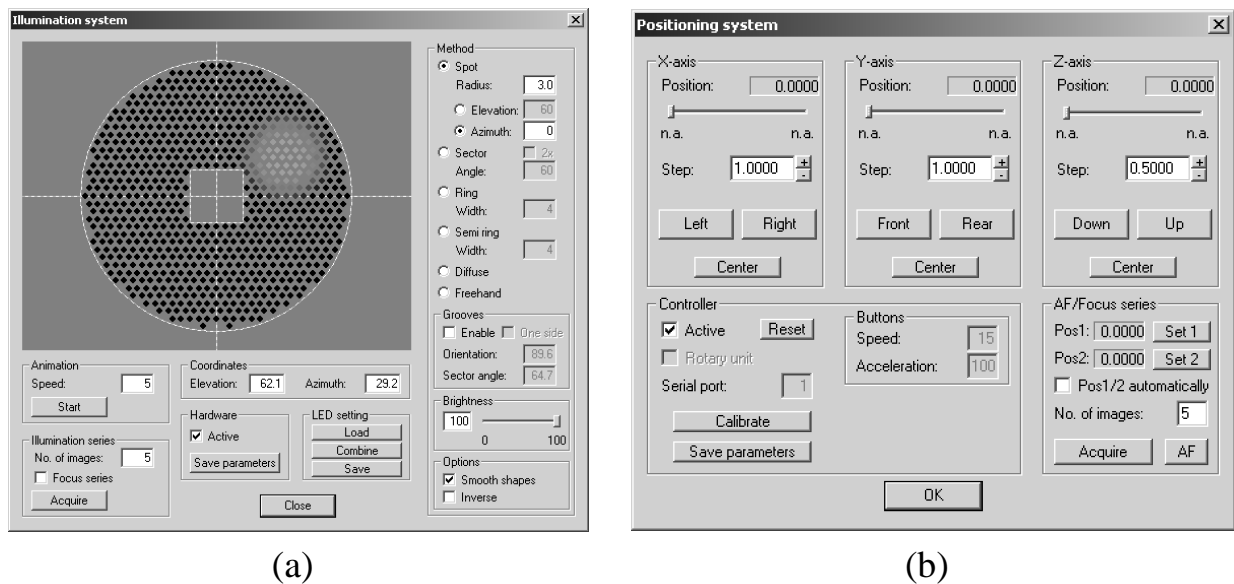 Illumination system
Method
Spot
Radius: 3.0
Elevation: 60
Azimuth: 0
Sector 2x
Angle: 60
Ring
Width: 4
Semi ring
Width: 4
Diffuse
Freehand
Grooves
Enable One side
Orientation: 89.6
Sector angle: 64.7
Brightness
100
0 100
Options
Smooth shapes
Inverse
Animation
Speed: 5
Start
Illumination series
No. of images: 5
Focus series
Acquire
Coordinates
Elevation: 62.1 Azimuth: 29.2
Hardware
Active
Save parameters
LED setting
Load
Combine
Save
Close
(a)
Positioning system
X-axis
Position: 0.0000
n.a. n.a.
Step: 1.0000 + -
Left Right
Center
Y-axis
Position: 0.0000
n.a. n.a.
Step: 1.0000 + -
Front Rear
Center
Z-axis
Position: 0.0000
n.a. n.a.
Step: 0.5000 + -
Down Up
Center
Controller
Active Reset
Rotary unit
Serial port: 1
Calibrate
Save parameters
Buttons
Speed: 15
Acceleration: 100
AF/Focus series
Pos1: 0.0000 Set 1
Pos2: 0.0000 Set 2
Pos1/2 automatically
No. of images: 5
Acquire AF
OK
(b)